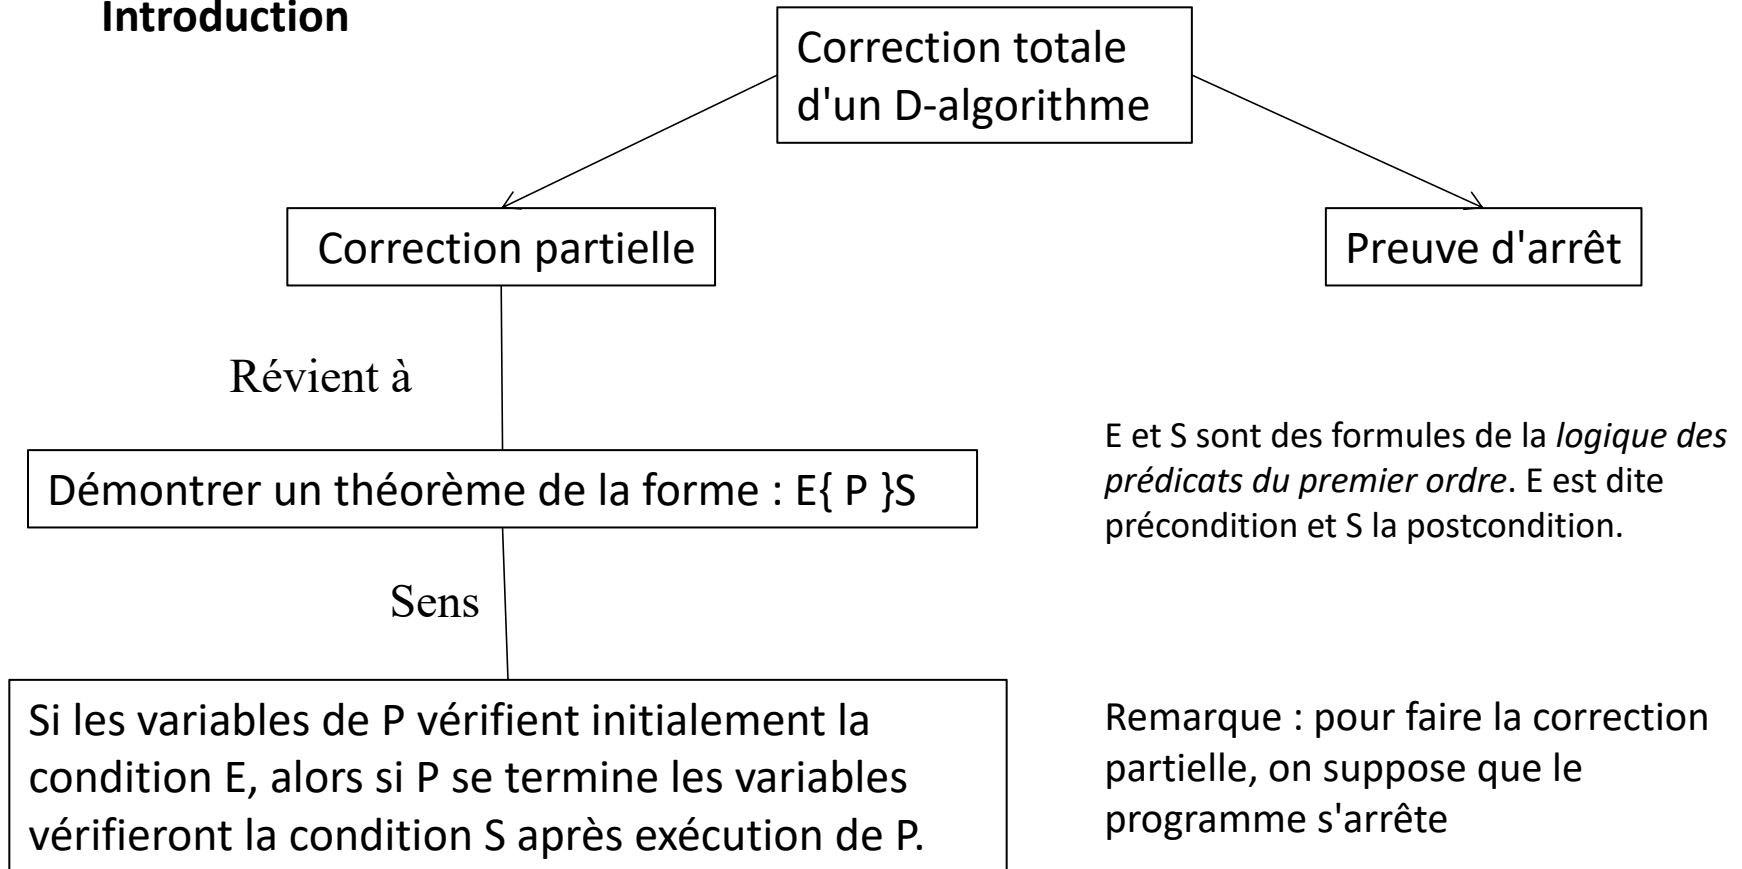 Introduction
Correction totale
d'un D-algorithme
Correction partielle
Preuve d'arrêt
Révient à
Démontrer un théorème de la forme : E{ P }S
E et S sont des formules de la logique des
prédicats du premier ordre. E est dite
précondition et S la postcondition.
Sens
Si les variables de P vérifient initialement la
condition E, alors si P se termine les variables
vérifieront la condition S après exécution de P.
Remarque : pour faire la correction
partielle, on suppose que le
programme s'arrête